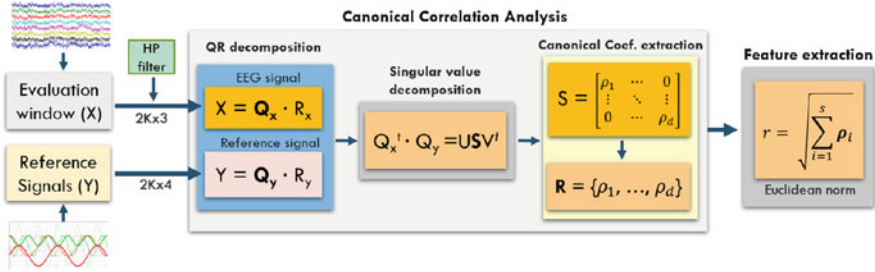 Canonical Correlation Analysis
HP
filter
Evaluation
window (X)
2Kx3
Reference
Signals (Y)
2Kx4
QR decomposition
EEG signal
X = Qx · Rx
Reference signal
Y = Qy · Ry
Singular value
decomposition
Qx^t · Qy = USV^t
Canonical Coef. extraction
S = [ρ1 ⋯ 0
⋮ ⋱ ⋮
0 ⋯ ρd]
R = {ρ1, ..., ρd}
Feature extraction
r = √(∑_{i=1}^{s} ρi)
Euclidean norm